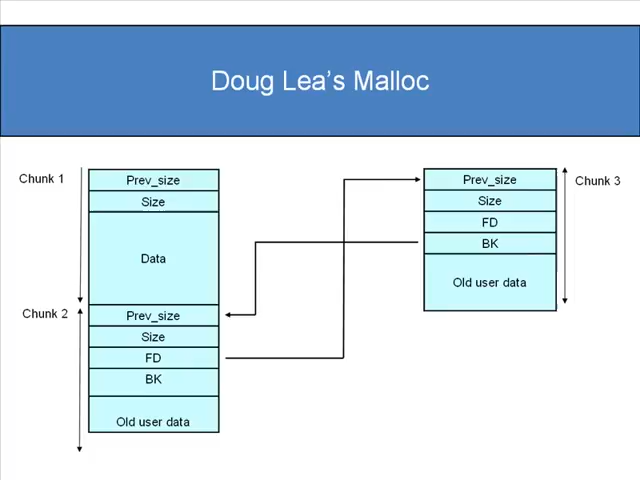 Doug Lea's Malloc
Chunk 1
Prev_size
Size
Data
Chunk 2
Prev_size
Size
FD
BK
Old user data
Prev_size
Size
FD
BK
Old user data
Chunk 3